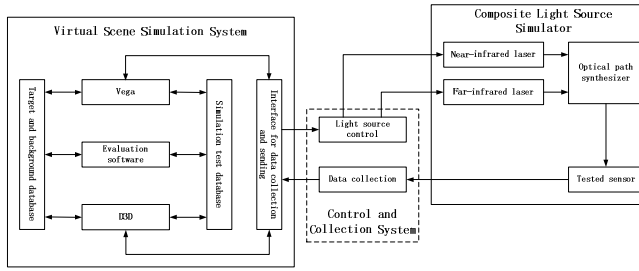 Virtual Scene Simulation System
Target and background database
Vega
Evaluation
software
D3D
Simulation test database
Interface for data collection
and sending
Light source
control
Data collection
Control and
Collection System
Composite Light Source
Simulator
Near-infrared laser
Far-infrared laser
Optical path
synthesizer
Tested sensor